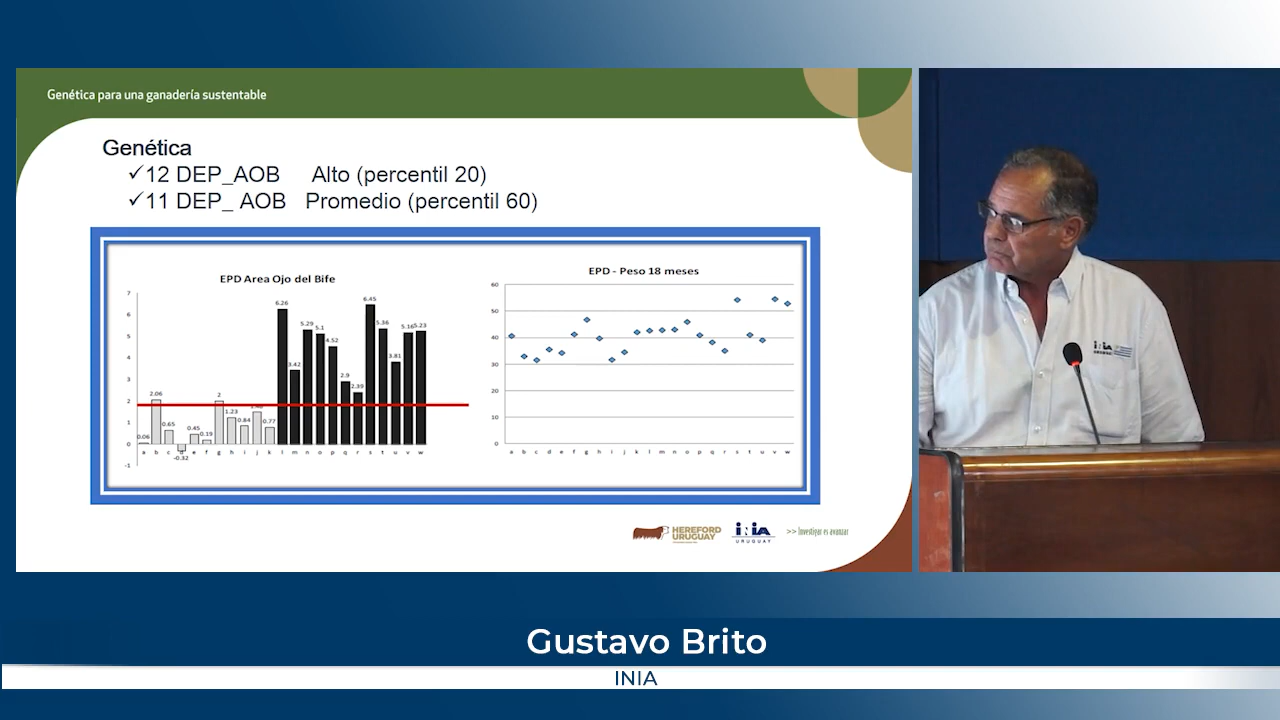 Genética para una ganadería sustentable
Genética
✓12 DEP_AOB Alto (percentil 20)
✓11 DEP_ AOB Promedio (percentil 60)
EPD Area Ojo del Bife
7
6
5
4
3
2
1
0
-1
0.06
2.06
0.65
-0.32
0.45
0.19
2
1.23
0.84
0.77
6.26
3.42
5.29
5.1
4.52
2.9
2.39
6.45
5.36
3.81
5.16
5.23
a b c d e f g h i j k l m n o p q r s t u v w
EPD - Peso 18 meses
60
50
40
30
20
10
0
a b c d e f g h i j k l m n o p q r s t u v w
HEREFORD
URUGUAY
INIA
URUGUAY
>> Investigar es avanzar
INIA
Gustavo Brito
INIA